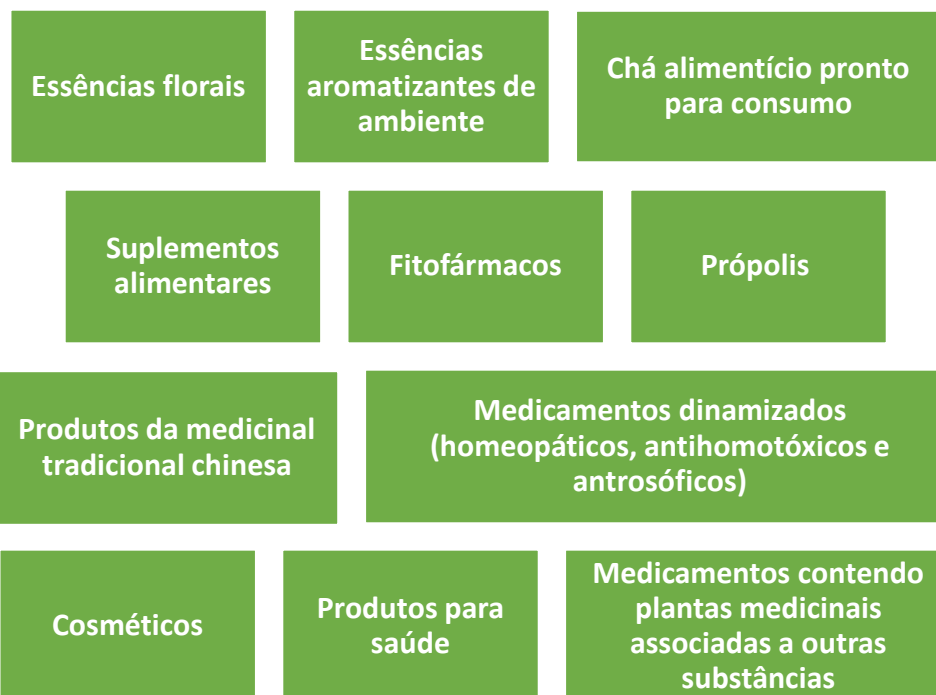 Essências florais
Essências
aromatizantes de
ambiente
Chá alimentício pronto
para consumo
Suplementos
alimentares
Fitofármacos
Própolis
Produtos da medicinal
tradicional chinesa
Medicamentos dinamizados
(homeopáticos, antihomotóxicos e
antrosóficos)
Cosméticos
Produtos para
saúde
Medicamentos contendo
plantas medicinais
associadas a outras
substâncias